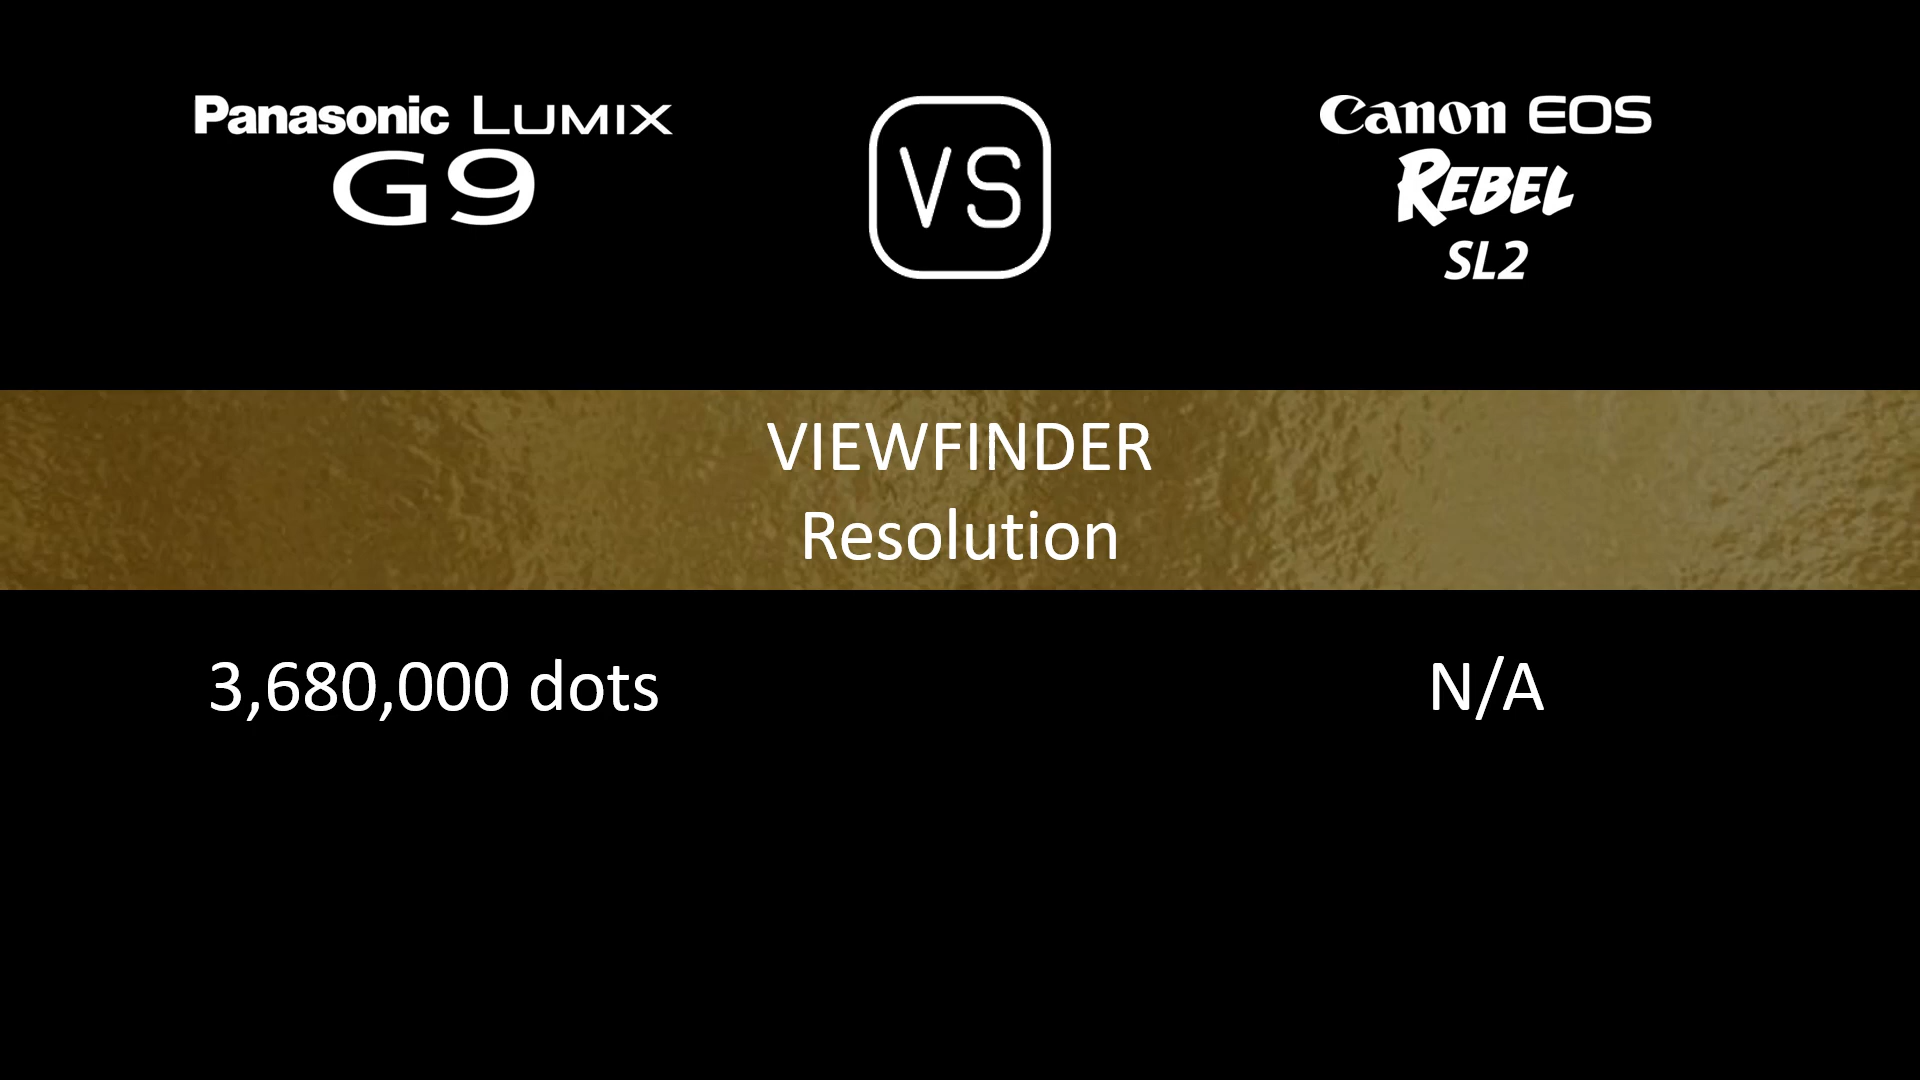 Panasonic LUMIX
G9
VS
Canon EOS
REBEL
SL2
VIEWFINDER
Resolution
3,680,000 dots
N/A